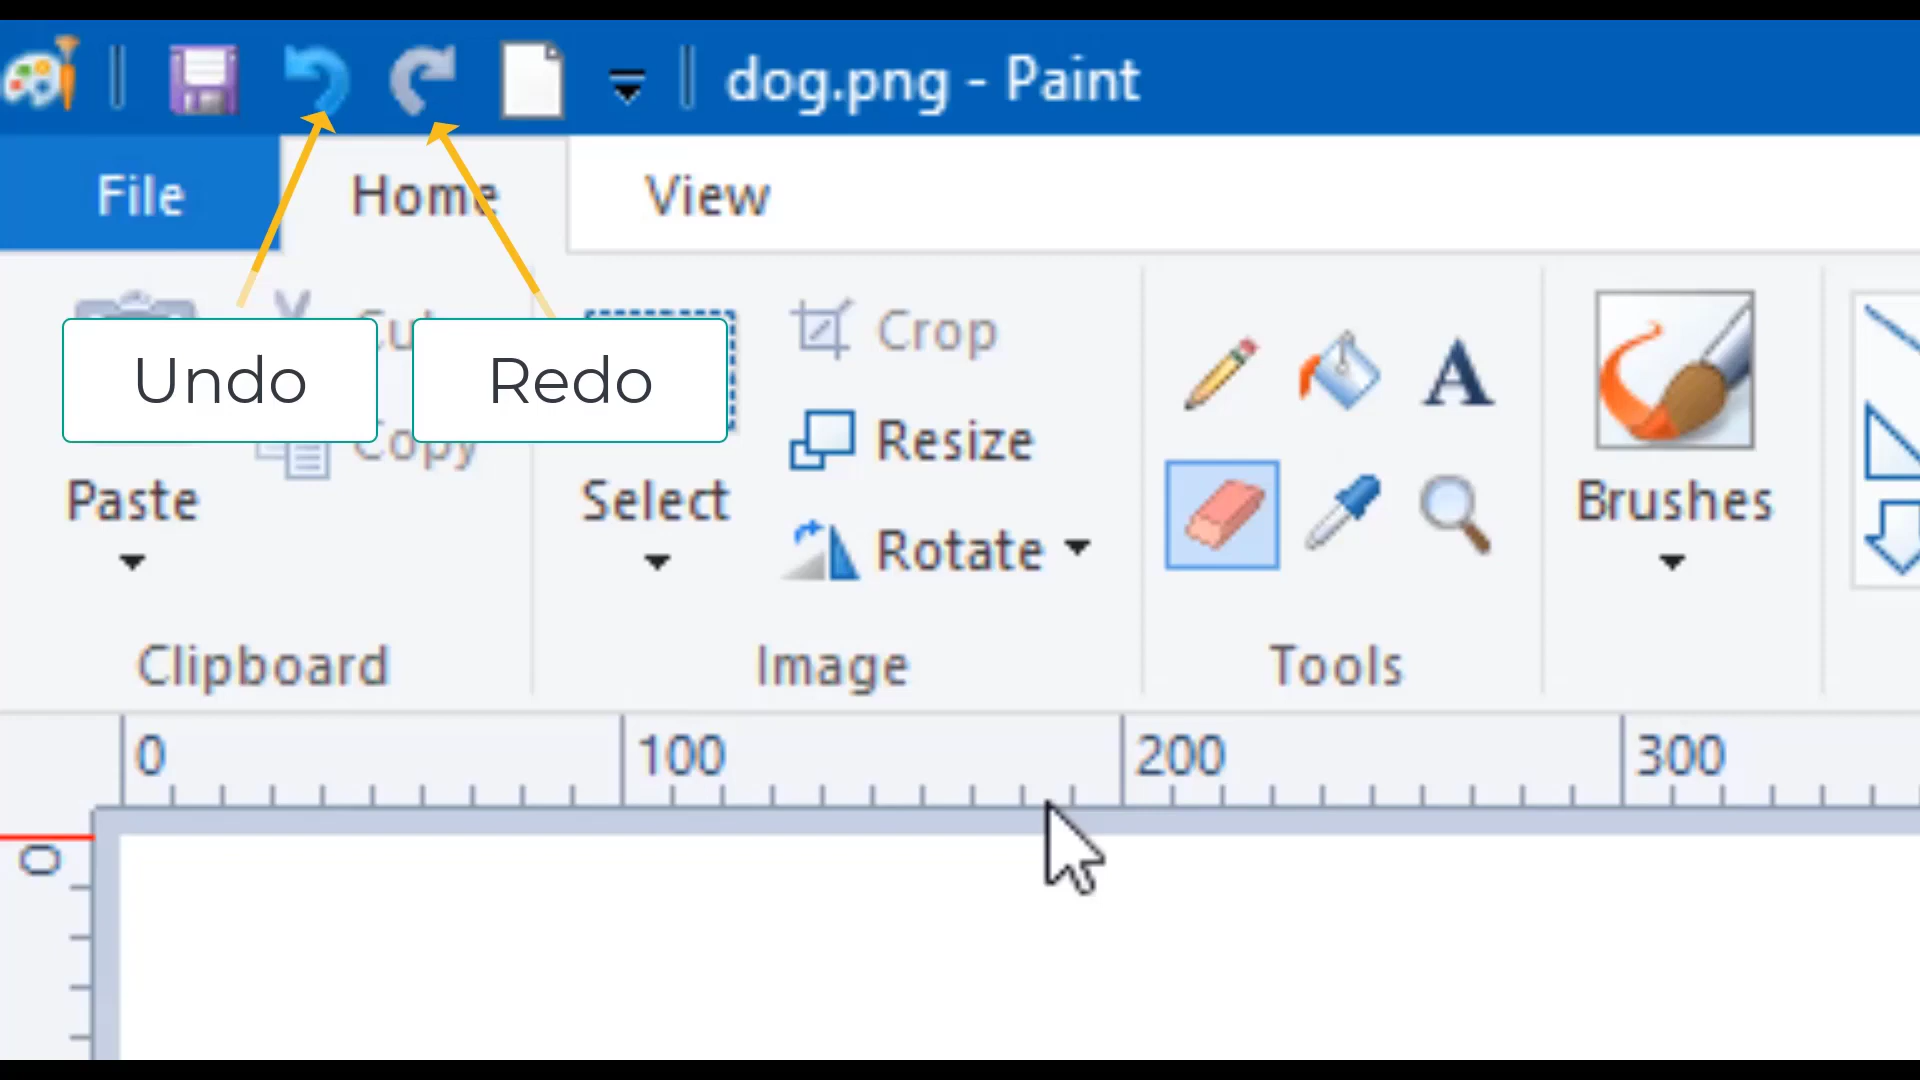 dog.png - Paint
File Home View
Undo Redo
Crop
Copy
Resize
Paste
Select
Rotate
Brushes
Clipboard
Image
Tools
0 100 200 300
0